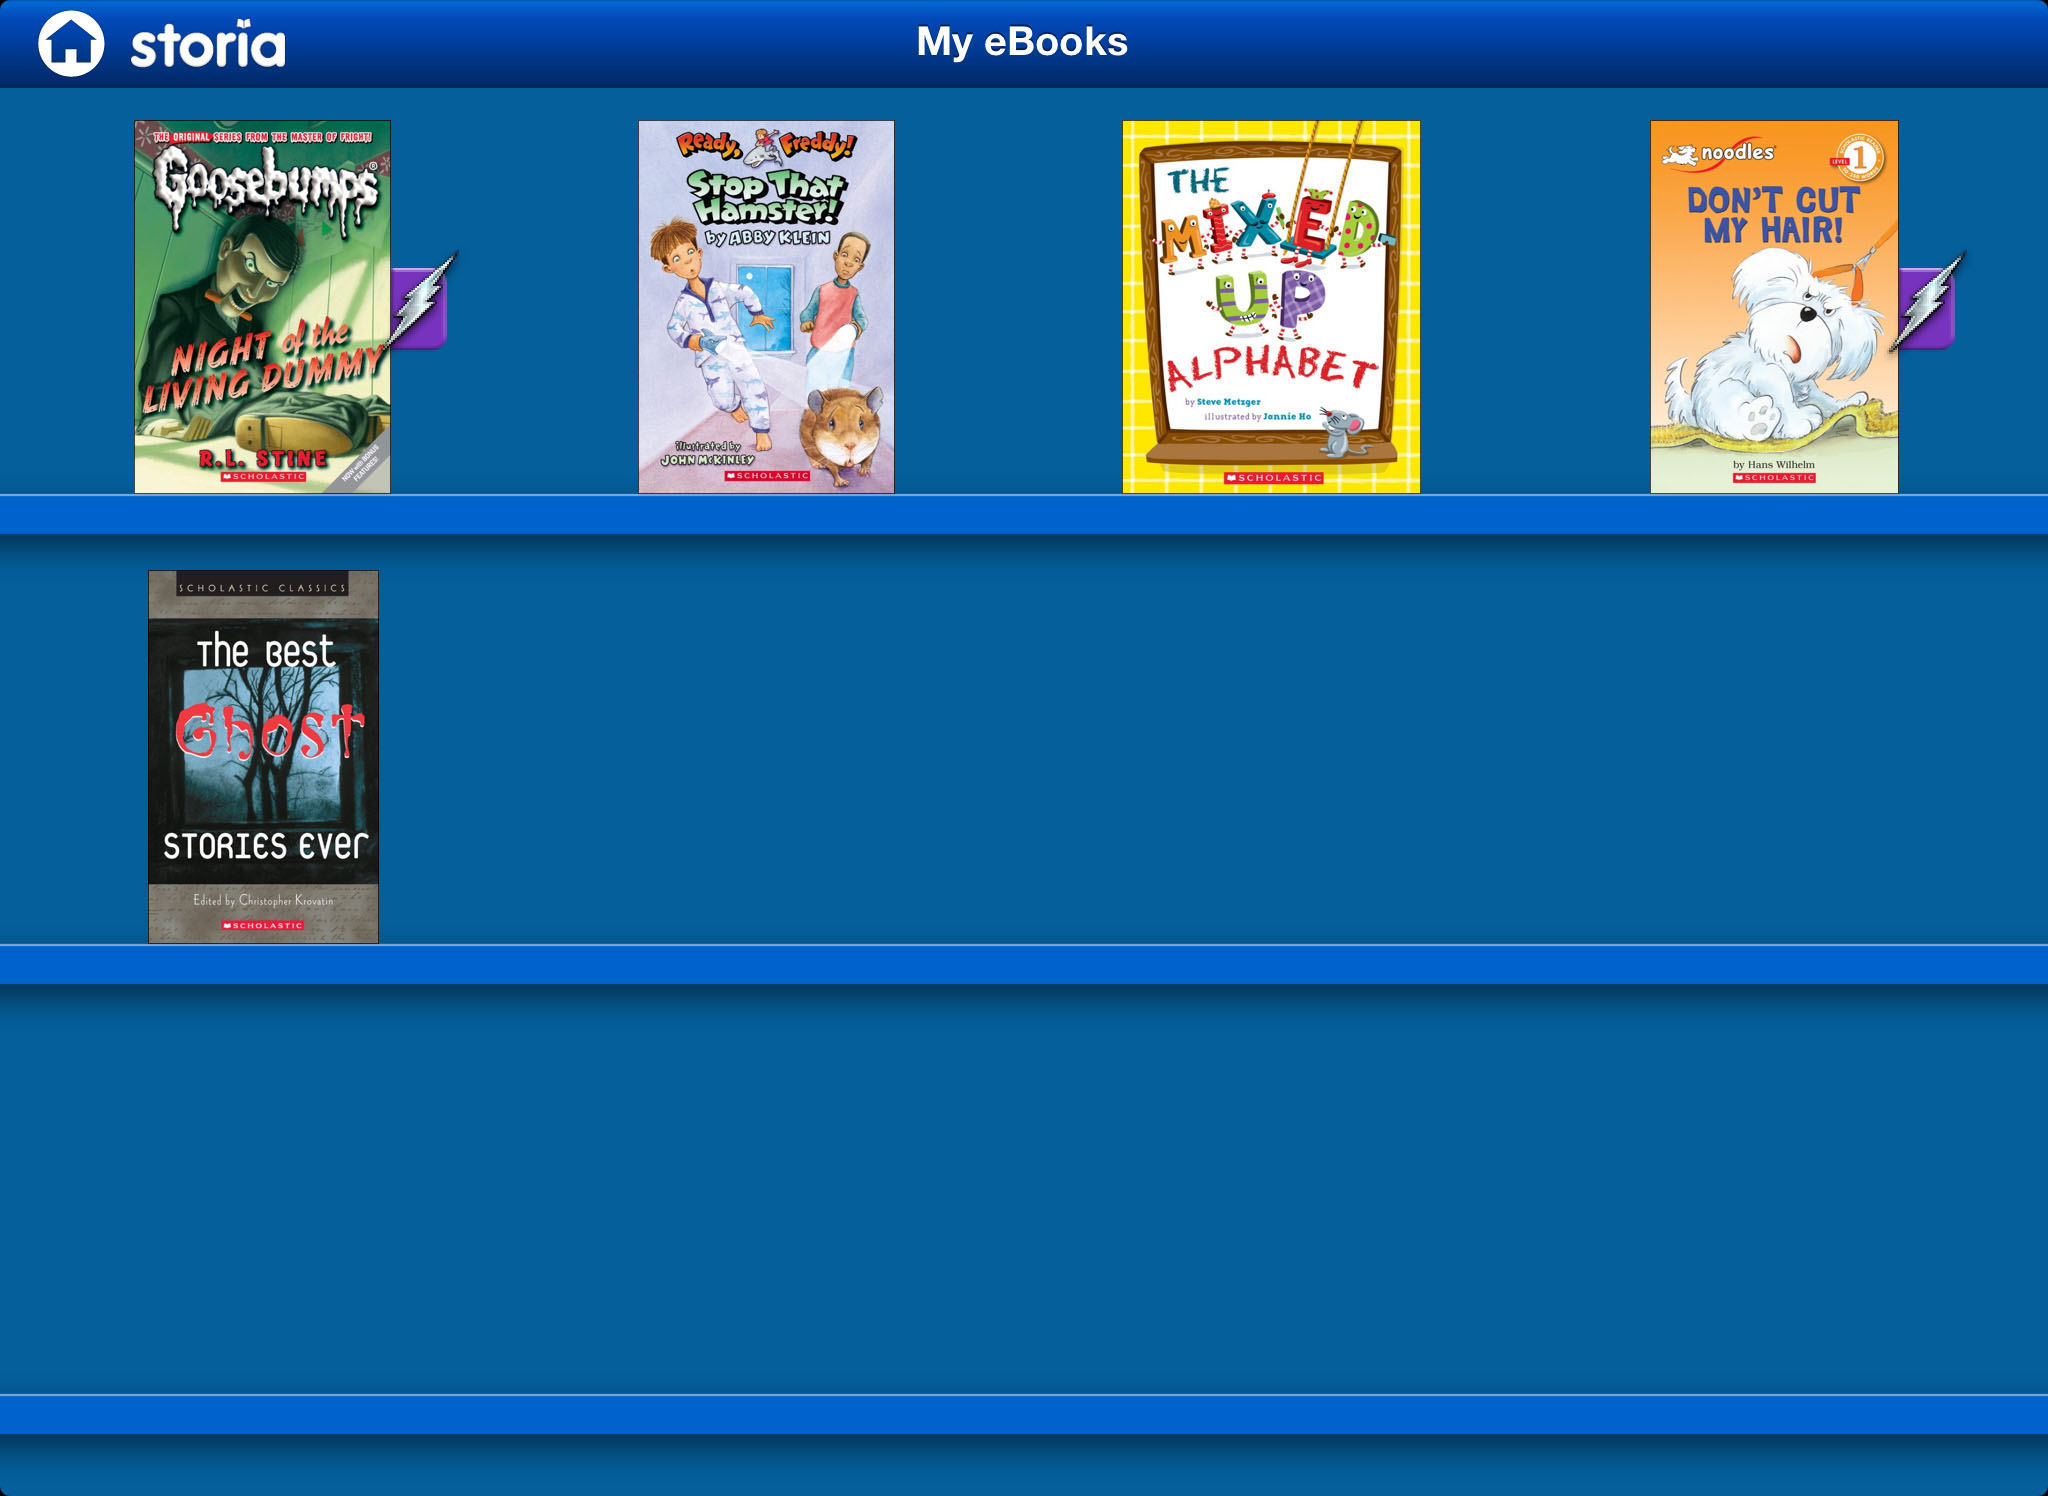 storia
My eBooks
THE ORIGINAL SERIES FROM THE MASTER OF FRIGHT!
Goosebumps®
NIGHT of the
LIVING DUMMY
R.L. STINE
SCHOLASTIC
NOW with BONUS
FEATURES!
Ready, Freddy!
Stop That
Hamster!
by ABBY KLEIN
illustrated by
JOHN McKINLEY
SCHOLASTIC
THE
MIXED-
UP
ALPHABET
by Steve Metzger
illustrated by Jannie Ho
SCHOLASTIC
noodles
LEVEL 1
DON'T CUT
MY HAIR!
by Hans Wilhelm
SCHOLASTIC
SCHOLASTIC CLASSICS
The Best
Ghost
STORIES Ever
Edited by Christopher Krovatin
SCHOLASTIC